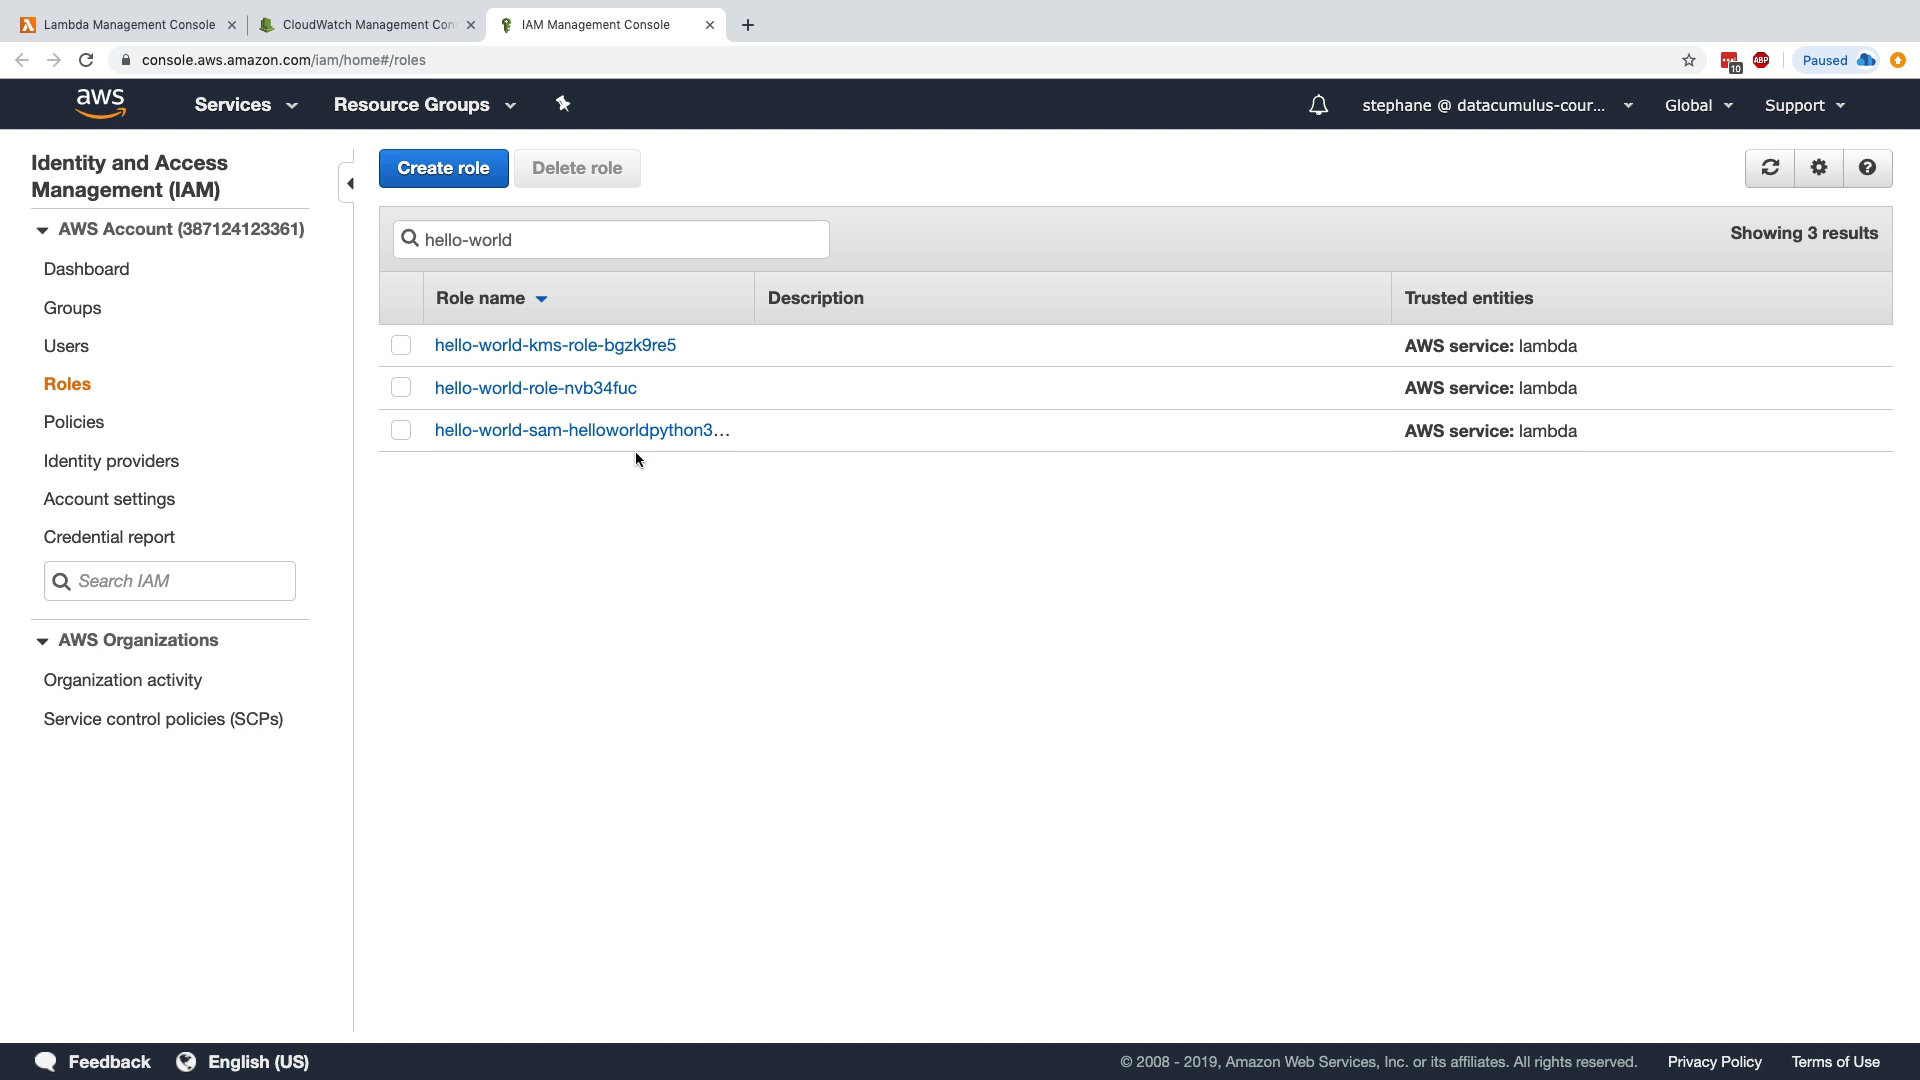 Lambda Management Console
CloudWatch Management Con
IAM Management Console
console.aws.amazon.com/iam/home#/roles
10
ABP
Paused
aws
Services
Resource Groups
stephane @ datacumulus-cour...
Global
Support
Identity and Access
Management (IAM)
AWS Account (387124123361)
Dashboard
Groups
Users
Roles
Policies
Identity providers
Account settings
Credential report
Search IAM
AWS Organizations
Organization activity
Service control policies (SCPs)
Create role
Delete role
hello-world
Showing 3 results
Role name
Description
Trusted entities
hello-world-kms-role-bgzk9re5
AWS service: lambda
hello-world-role-nvb34fuc
AWS service: lambda
hello-world-sam-helloworldpython3...
AWS service: lambda
Feedback
English (US)
© 2008 - 2019, Amazon Web Services, Inc. or its affiliates. All rights reserved.
Privacy Policy
Terms of Use